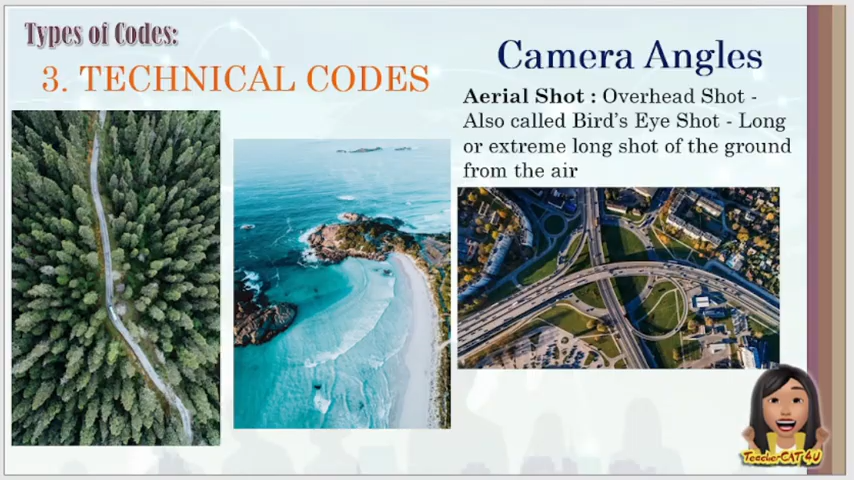 Types of Codes:
3. TECHNICAL CODES
Camera Angles
Aerial Shot : Overhead Shot -
Also called Bird's Eye Shot - Long
or extreme long shot of the ground
from the air
TeacherCAT 4U